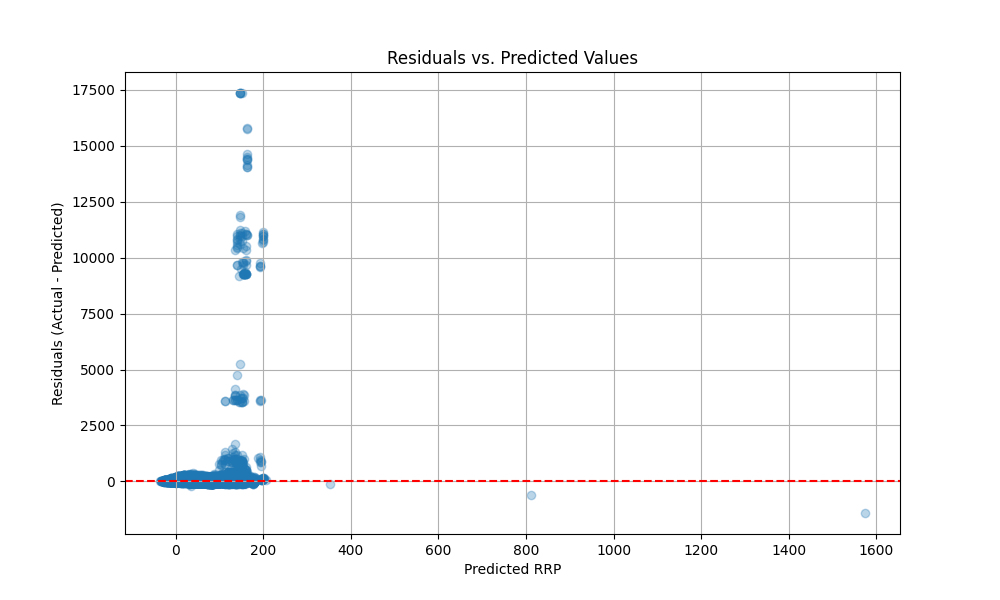 Residuals vs. Predicted Values
Residuals (Actual - Predicted)
17500
15000
12500
10000
7500
5000
2500
0
0 200 400 600 800 1000 1200 1400 1600
Predicted RRP